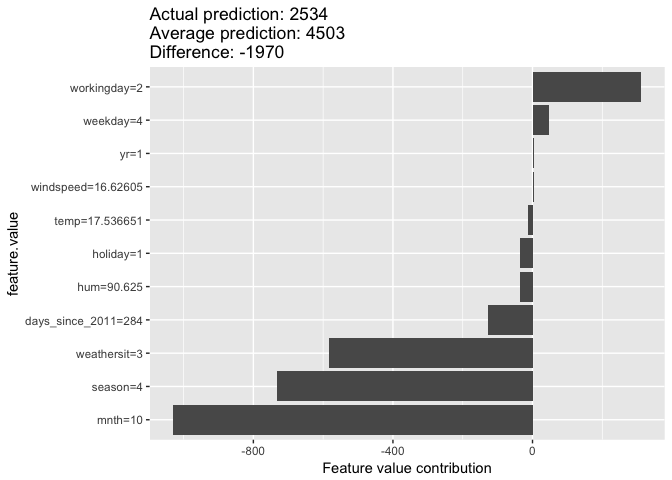 Actual prediction: 2534
Average prediction: 4503
Difference: -1970
workingday=2
weekday=4
yr=1
windspeed=16.62605
temp=17.536651
holiday=1
hum=90.625
days_since_2011=284
weathersit=3
season=4
mnth=10
feature.value
-800 -400 0
Feature value contribution